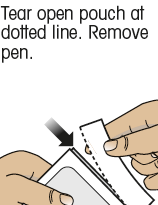 Tear open pouch at
dotted line. Remove
pen.